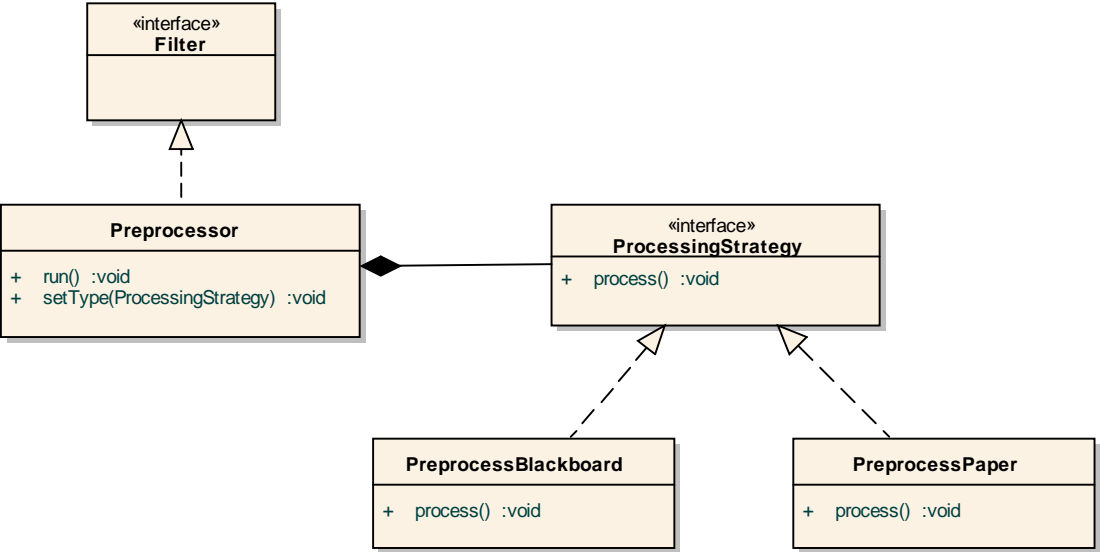 «interface»
Filter
Preprocessor
+ run() :void
+ setType(ProcessingStrategy) :void
«interface»
ProcessingStrategy
+ process() :void
PreprocessBlackboard
+ process() :void
PreprocessPaper
+ process() :void